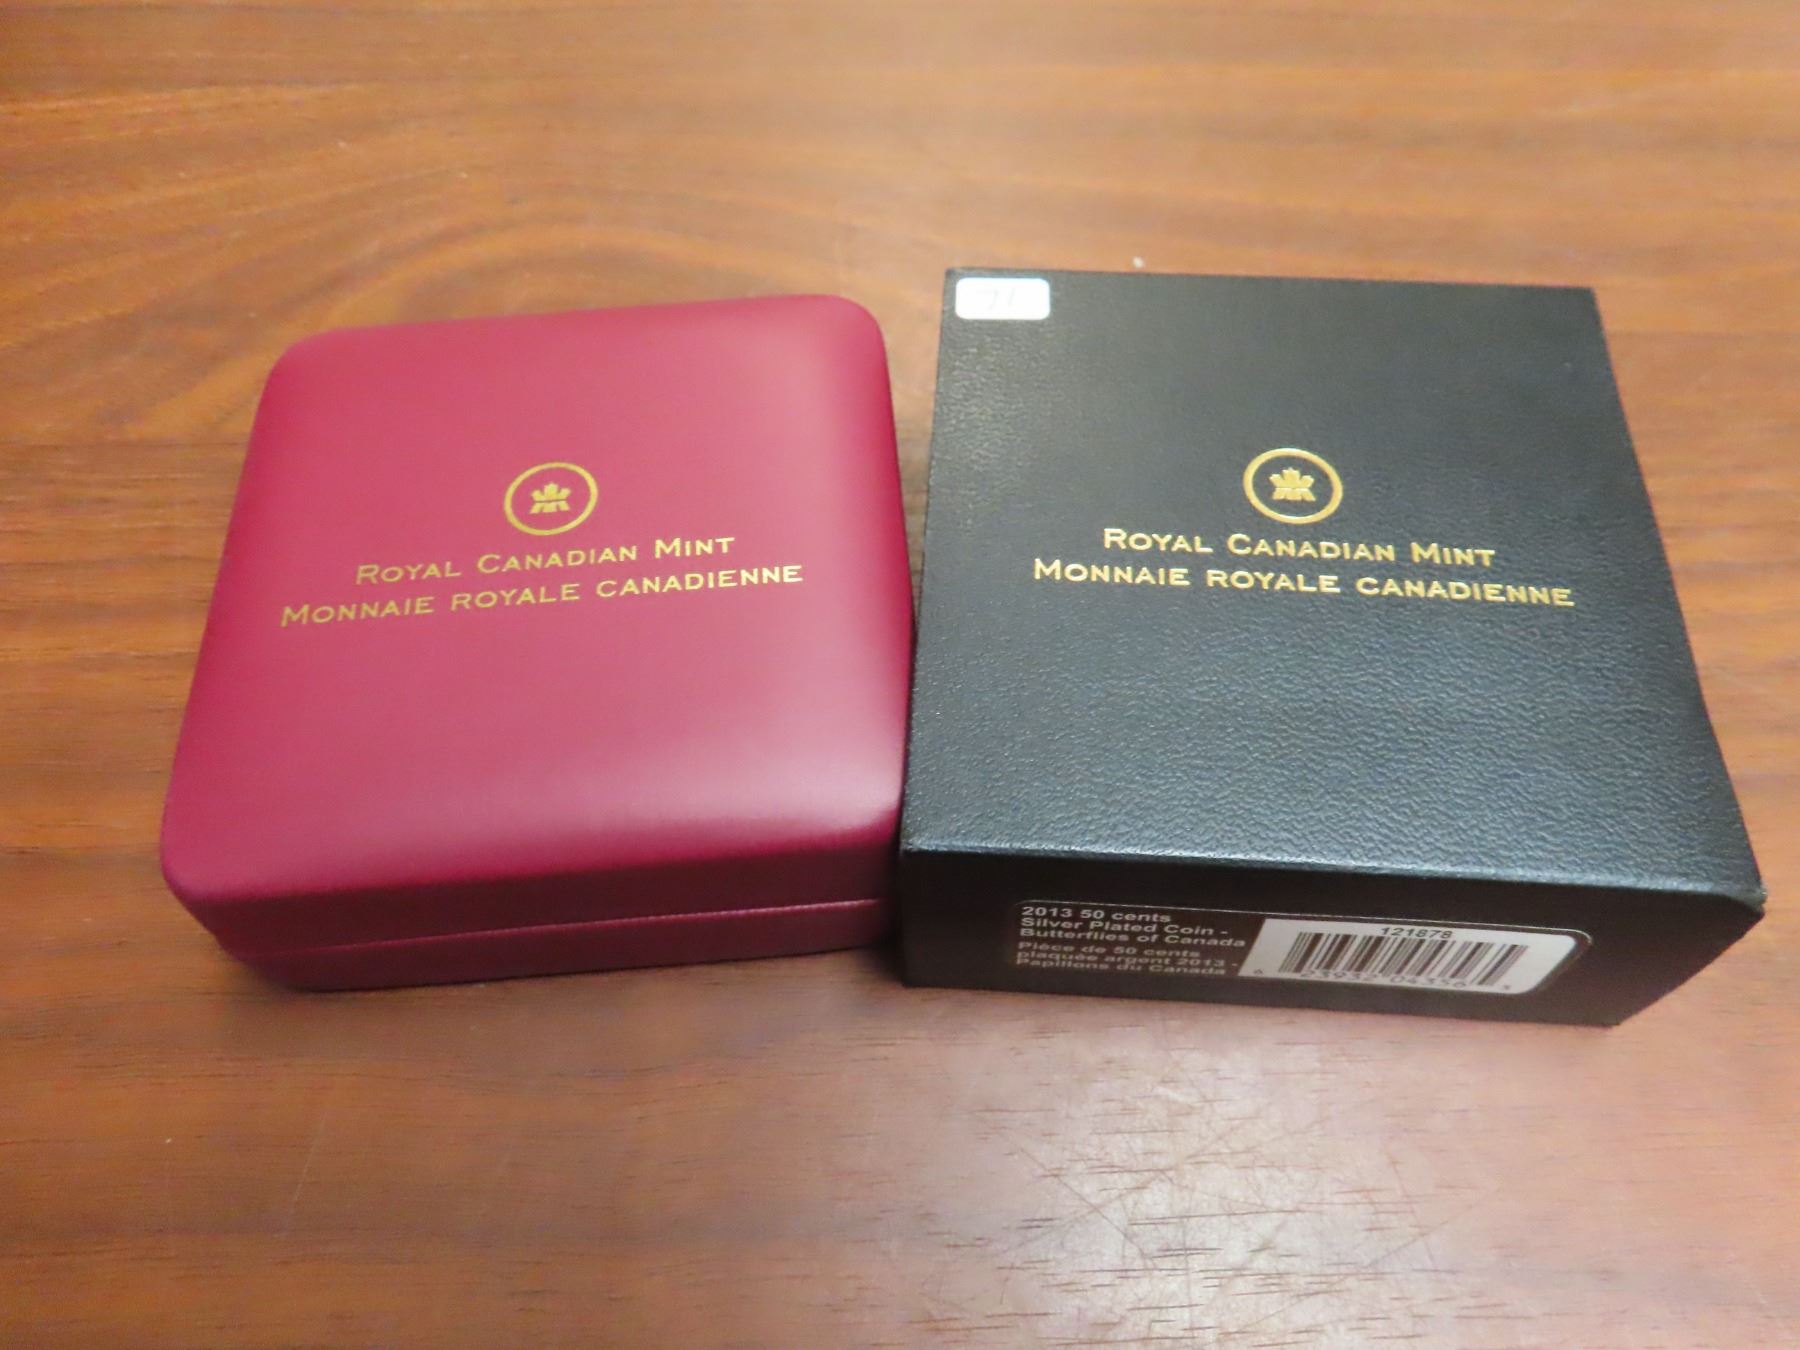 Royal Canadian Mint
Monnaie royale canadienne
71
Royal Canadian Mint
Monnaie royale canadienne
2013 50 cents
Silver Plated Coin -
Butterflies of Canada
Pièce de 50 cents
plaquée argent 2013 -
Papillons du Canada
121878